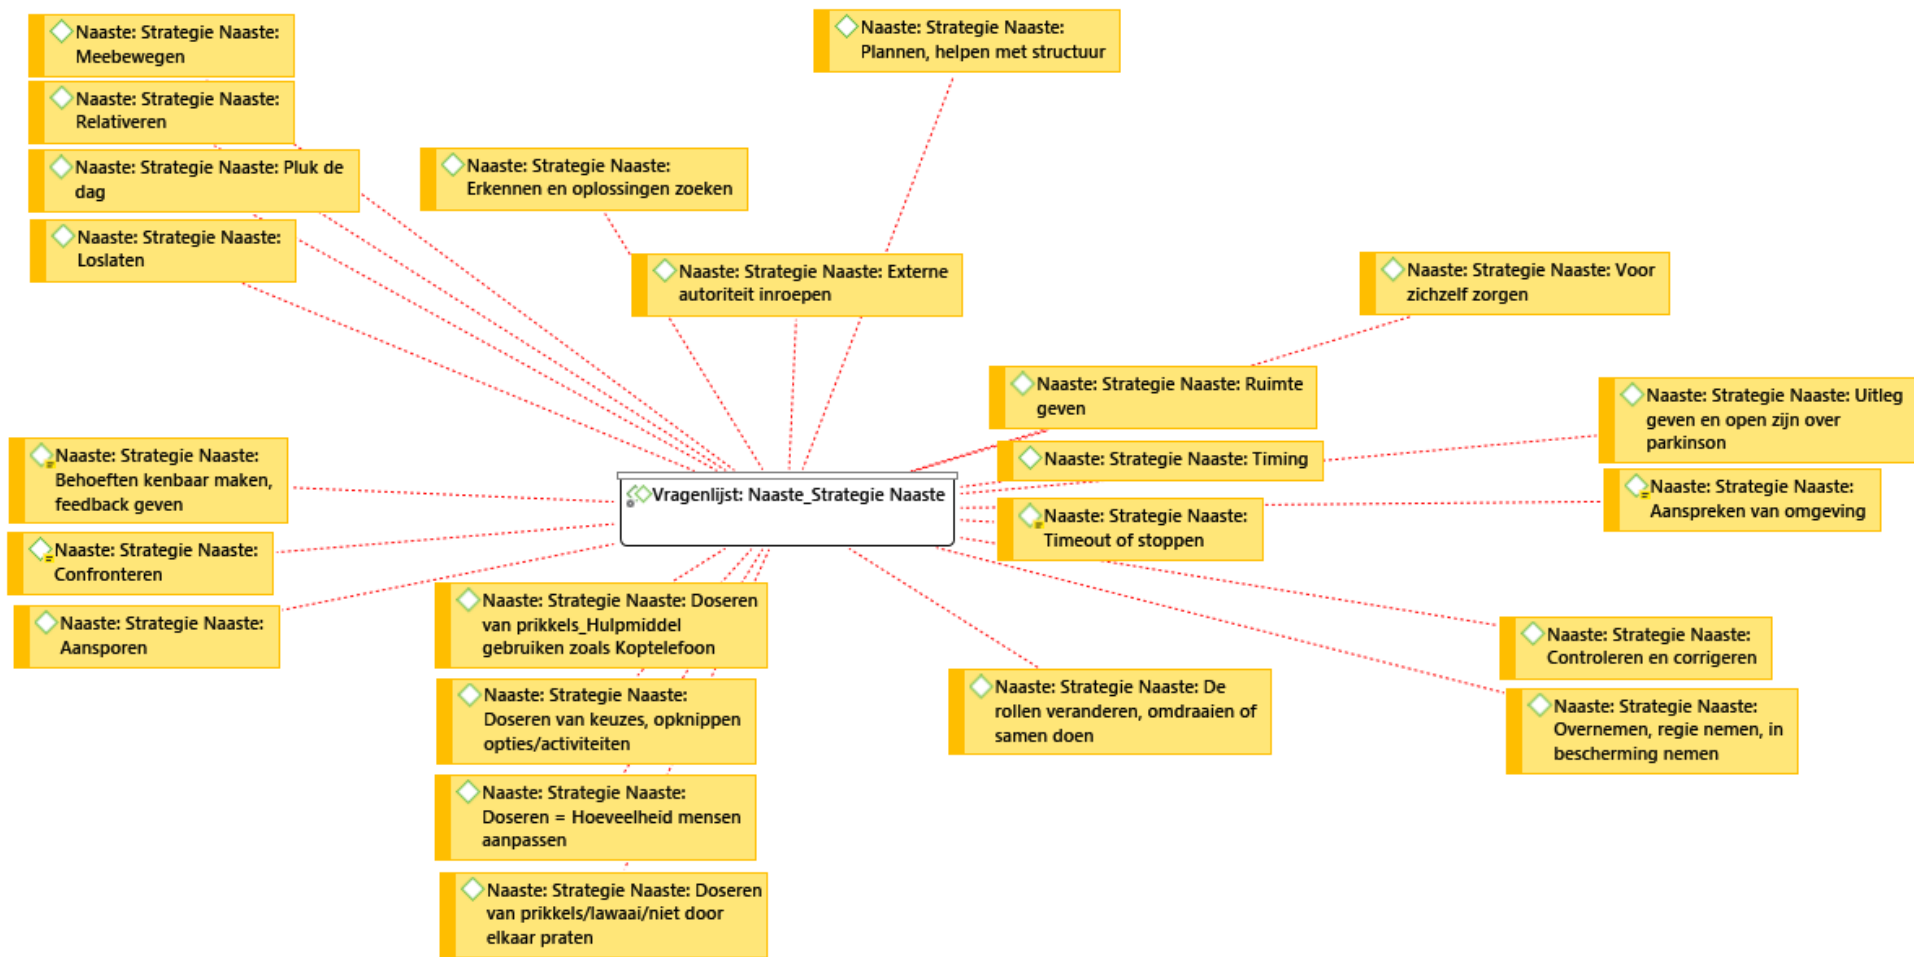 Naaste: Strategie Naaste:
Meebewegen
Naaste: Strategie Naaste:
Relativeren
Naaste: Strategie Naaste: Pluk de
dag
Naaste: Strategie Naaste:
Loslaten
Naaste: Strategie Naaste:
Erkennen en oplossingen zoeken
Naaste: Strategie Naaste:
Plannen, helpen met structuur
Naaste: Strategie Naaste: Externe
autoriteit inroepen
Naaste: Strategie Naaste: Voor
zichzelf zorgen
Naaste: Strategie Naaste: Ruimte
geven
Naaste: Strategie Naaste: Timing
Naaste: Strategie Naaste:
Timeout of stoppen
Naaste: Strategie Naaste: Uitleg
geven en open zijn over
parkinson
Naaste: Strategie Naaste:
Aanspreken van omgeving
Naaste: Strategie Naaste:
Behoeften kenbaar maken,
feedback geven
Naaste: Strategie Naaste:
Confronteren
Naaste: Strategie Naaste:
Aansporen
Vragenlijst: Naaste_Strategie Naaste
Naaste: Strategie Naaste: Doseren
van prikkels_Hulpmiddel
gebruiken zoals Koptelefoon
Naaste: Strategie Naaste:
Doseren van keuzes, opknippen
opties/activiteiten
Naaste: Strategie Naaste:
Doseren = Hoeveelheid mensen
aanpassen
Naaste: Strategie Naaste: Doseren
van prikkels/lawaai/niet door
elkaar praten
Naaste: Strategie Naaste: De
rollen veranderen, omdraaien of
samen doen
Naaste: Strategie Naaste:
Controleren en corrigeren
Naaste: Strategie Naaste:
Overnemen, regie nemen, in
bescherming nemen